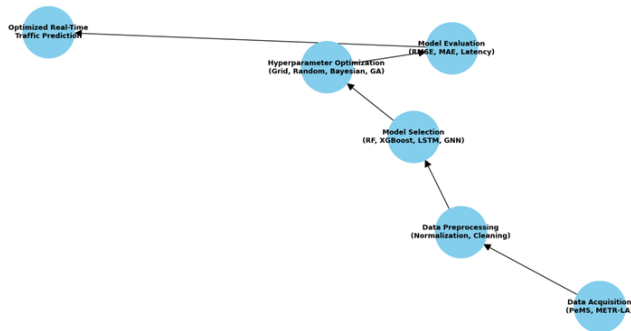 Optimized Real-Time
Traffic Prediction
Model Evaluation
(RMSE, MAE, Latency)
Hyperparameter Optimization
(Grid, Random, Bayesian, GA)
Model Selection
(RF, XGBoost, LSTM, GNN)
Data Preprocessing
(Normalization, Cleaning)
Data Acquisition
(PeMS, METR-LA